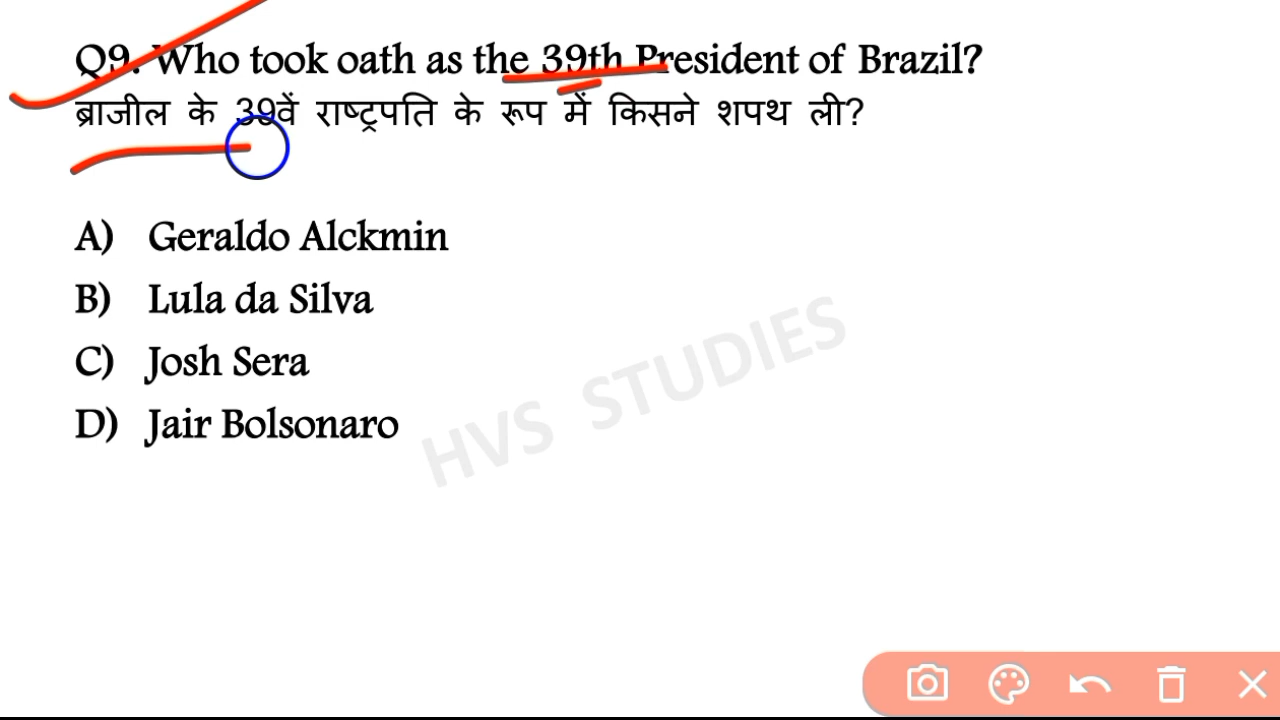 Q9. Who took oath as the 39th President of Brazil?
ब्राजील के 39वें राष्ट्रपति के रूप में किसने शपथ ली?
A) Geraldo Alckmin
B) Lula da Silva
C) Josh Sera
D) Jair Bolsonaro
HVS STUDIES